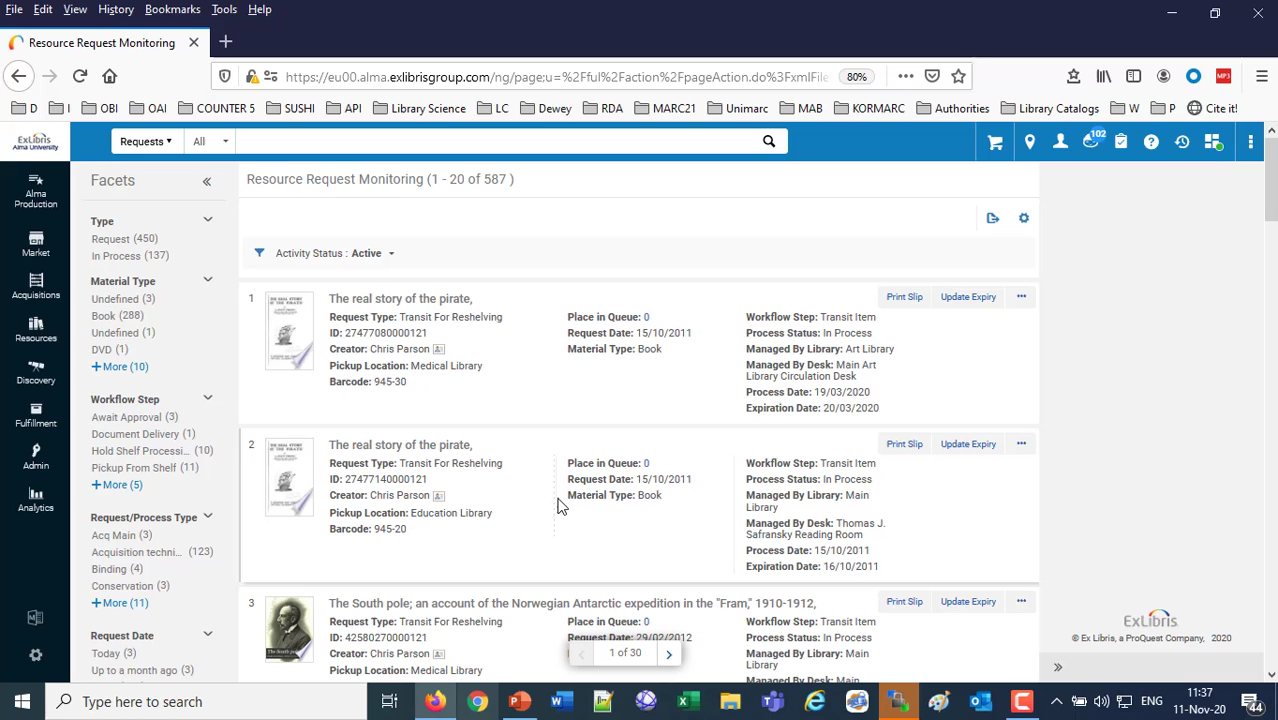 File Edit View History Bookmarks Tools Help
Resource Request Monitoring
https://eu00.alma.exlibrisgroup.com/ng/page;u=%2Fful%2Faction%2FpageAction.do%3FxmlFile 80% MP3
D I OBI OAI COUNTER 5 SUSHI API Library Science LC Dewey RDA MARC21 Unimarc MAB KORMARC Authorities Library Catalogs W P Cite it!
ExLibris
Alma University
Requests All 102
Alma
Production
Market
Acquisitions
Resources
Discovery
Fulfillment
Admin
Analytics
Facets
Type
Request (450)
In Process (137)
Material Type
Undefined (3)
Book (288)
Undefined (1)
DVD (1)
+ More (10)
Workflow Step
Await Approval (3)
Document Delivery (1)
Hold Shelf Processi... (10)
Pickup From Shelf (11)
+ More (5)
Request/Process Type
Acq Main (3)
Acquisition techni... (123)
Binding (4)
Conservation (3)
+ More (11)
Request Date
Today (3)
Up to a month ago (3)
Resource Request Monitoring (1 - 20 of 587 )
Activity Status : Active
1 The real story of the pirate, Print Slip Update Expiry
Request Type: Transit For Reshelving
ID: 27477080000121
Creator: Chris Parson
Pickup Location: Medical Library
Barcode: 945-30
Place in Queue: 0
Request Date: 15/10/2011
Material Type: Book
Workflow Step: Transit Item
Process Status: In Process
Managed By Library: Art Library
Managed By Desk: Main Art
Library Circulation Desk
Process Date: 19/03/2020
Expiration Date: 20/03/2020
2 The real story of the pirate, Print Slip Update Expiry
Request Type: Transit For Reshelving
ID: 27477140000121
Creator: Chris Parson
Pickup Location: Education Library
Barcode: 945-20
Place in Queue: 0
Request Date: 15/10/2011
Material Type: Book
Workflow Step: Transit Item
Process Status: In Process
Managed By Library: Main
Library
Managed By Desk: Thomas J.
Safransky Reading Room
Process Date: 15/10/2011
Expiration Date: 16/10/2011
3 The South pole; an account of the Norwegian Antarctic expedition in the "Fram," 1910-1912, Print Slip Update Expiry
Request Type: Transit For Reshelving
ID: 42580270000121
Creator: Chris Parson
Pickup Location: Medical Library
Place in Queue: 0
Request Date: 29/02/2012
Workflow Step: Transit Item
Process Status: In Process
Managed By Library: Main
Library
1 of 30
ExLibris
© Ex Libris, a ProQuest Company, 2020
Type here to search
ENG
11:37
11-Nov-20
44